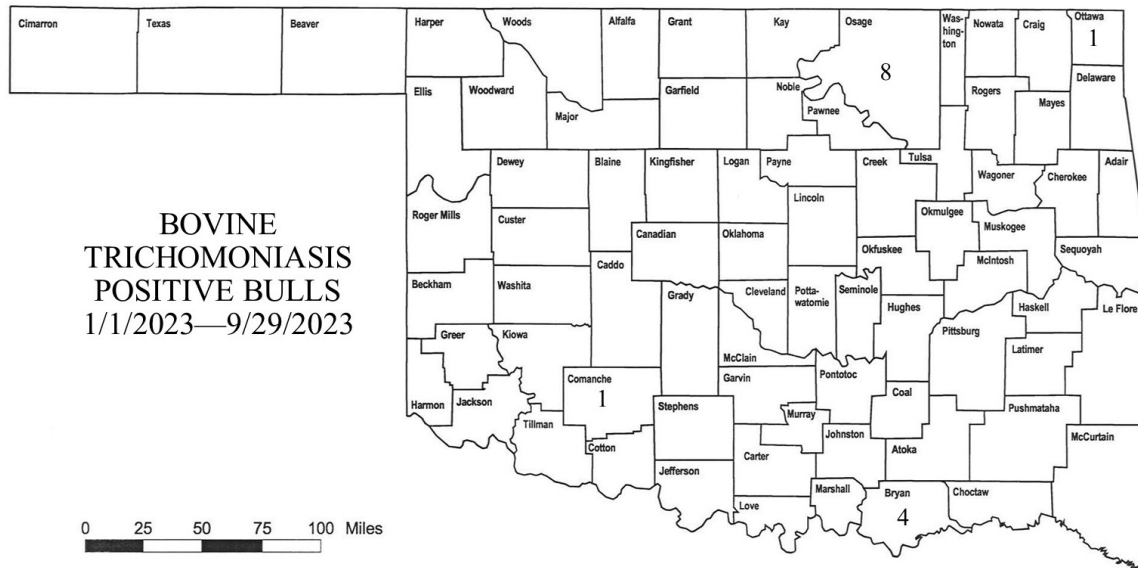 Cimarron Texas Beaver Harper Woods Alfalfa Grant Kay Osage Was-
hing-
ton Nowata Craig Ottawa
1
8
Delaware
Ellis Woodward Major Garfield Noble Pawnee Rogers Mayes
Dewey Blaine Kingfisher Logan Payne Creek Tulsa Wagoner Cherokee Adair
Lincoln
Roger Mills Custer Canadian Oklahoma Okmulgee Muskogee
BOVINE
TRICHOMONIASIS
POSITIVE BULLS
1/1/2023—9/29/2023
Caddo Okfuskee McIntosh Sequoyah
Beckham Washita Grady Cleveland Potta-
watomie Seminole Hughes Haskell Le Flore
Greer Kiowa McClain Pittsburg Latimer
Comanche
1
Garvin Pontotoc Coal
Harmon Jackson Stephens Murray Pushmataha
Tillman Cotton Carter Johnston Atoka McCurtain
Jefferson Love Marshall Bryan
4
Choctaw
0 25 50 75 100 Miles